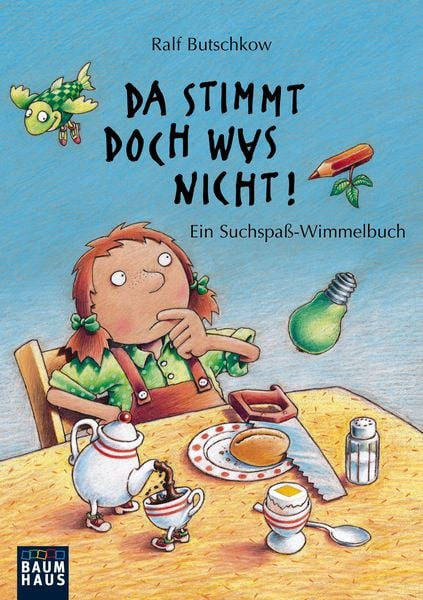 Ralf Butschkow
DA STIMMT
DOCH WAS
NICHT!
Ein Suchspaß-Wimmelbuch
BAUM
HAUS